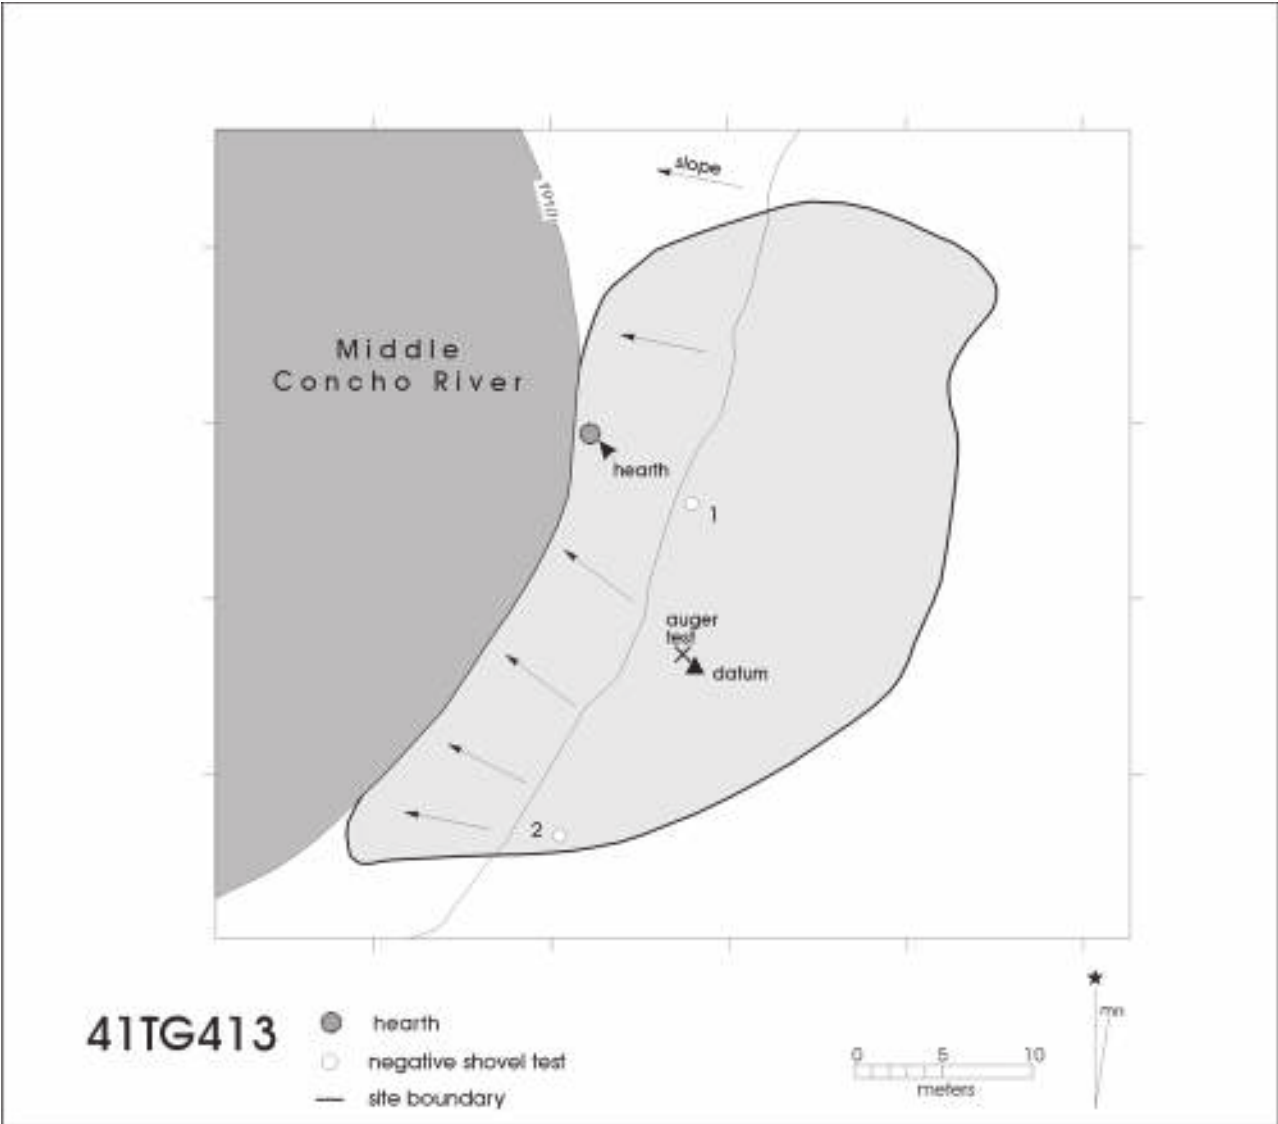 slope
Middle
Concho River
hearth
1
auger
test
datum
2
41TG413
hearth
negative shovel test
site boundary
0 5 10
meters
mn